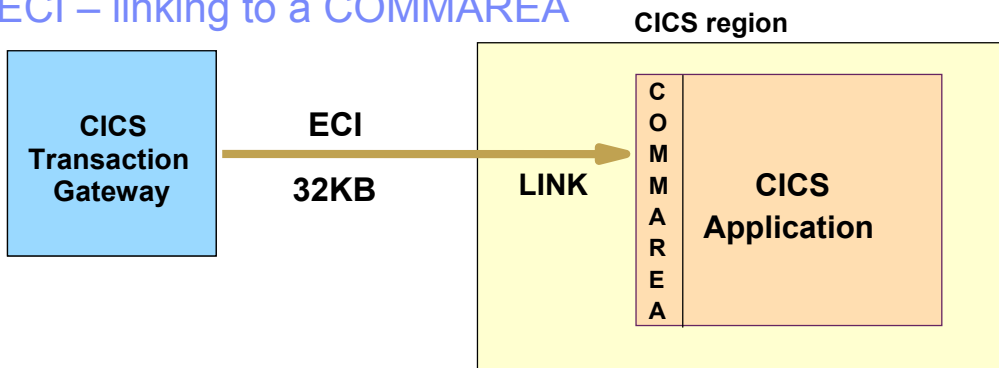 ECI – linking to a COMMAREA
CICS region
CICS
Transaction
Gateway
ECI
32KB
LINK
C
O
M
M
A
R
E
A
CICS
Application